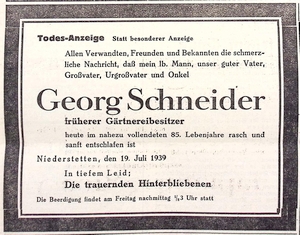 Todes-Anzeige Statt besonderer Anzeige
Allen Verwandten, Freunden und Bekannten die schmerz-
liche Nachricht, daß mein lb. Mann, unser guter Vater,
Großvater, Urgroßvater und Onkel
Georg Schneider
früherer Gärtnereibesitzer
heute im nahezu vollendeten 85. Lebenjahre rasch und
sanft entschlafen ist
Niederstetten, den 19. Juli 1939
In tiefem Leid;
Die trauernden Hinterbliebenen
Die Beerdigung findet am Freitag nachmittag 3 Uhr statt